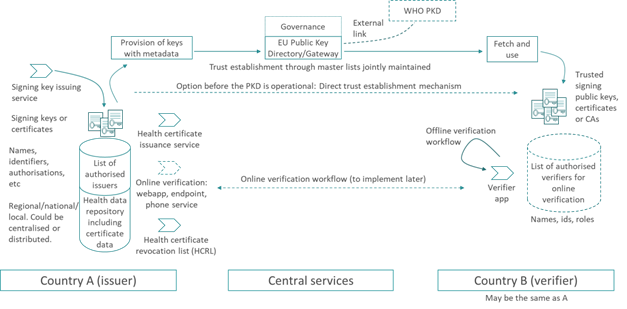 WHO PKD
Governance
External
link
Provision of keys
with metadata
EU Public Key
Directory/Gateway
Fetch and
use
Trust establishment through master lists jointly maintained
Signing key issuing
service
Option before the PKD is operational: Direct trust establishment mechanism
Trusted
signing
public keys,
certificates
or CAs
Signing keys or
certificates
Health certificate
issuance service
Offline verification
workflow
Names,
identifiers,
authorisations,
etc
List of
authorised
issuers
Online verification:
webapp, endpoint,
phone service
Online verification workflow (to implement later)
Verifier
app
List of authorised
verifiers for
online
verification
Regional/national/
local. Could be
centralised or
distributed.
Health data
repository
including
certificate
data
Names, ids, roles
Health certificate
revocation list (HCRL)
Country A (issuer)
Central services
Country B (verifier)
May be the same as A